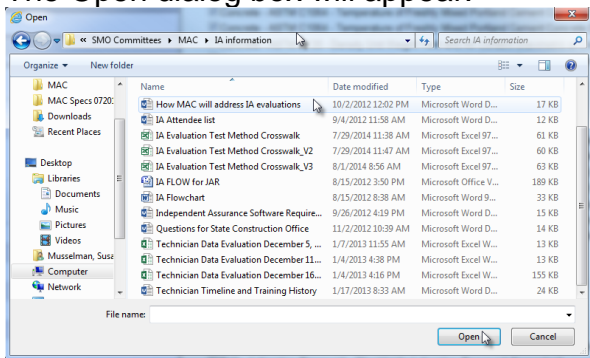 The Open dialog box will appear.
Open
« SMO Committees ▸ MAC ▸ IA information
Search IA information
Organize ▾ New folder
MAC
MAC Specs 0720:
Downloads
Recent Places
Desktop
Libraries
Documents
Music
Pictures
Videos
Musselman, Susa
Computer
Network
Name Date modified Type Size
How MAC will address IA evaluations 10/2/2012 12:02 PM Microsoft Word D... 17 KB
IA Attendee list 9/4/2012 11:58 AM Microsoft Word D... 12 KB
IA Evaluation Test Method Crosswalk 7/29/2014 11:38 AM Microsoft Excel 97... 61 KB
IA Evaluation Test Method Crosswalk_V2 7/29/2014 11:47 AM Microsoft Excel 97... 60 KB
IA Evaluation Test Method Crosswalk_V3 8/1/2014 8:56 AM Microsoft Excel 97... 63 KB
IA FLOW for JAR 8/15/2012 3:50 PM Microsoft Office V... 189 KB
IA Flowchart 8/15/2012 8:38 AM Microsoft Word 9... 33 KB
Independent Assurance Software Require... 9/26/2012 4:19 PM Microsoft Word D... 15 KB
Questions for State Construction Office 11/2/2012 10:39 AM Microsoft Word D... 14 KB
Technician Data Evaluation December 5, ... 1/7/2013 11:55 AM Microsoft Excel W... 13 KB
Technician Data Evaluation December 11... 1/4/2013 4:38 PM Microsoft Excel W... 13 KB
Technician Data Evaluation December 16... 1/4/2013 4:16 PM Microsoft Excel W... 155 KB
Technician Timeline and Training History 1/17/2013 8:33 AM Microsoft Word D... 24 KB
File name:
Open Cancel